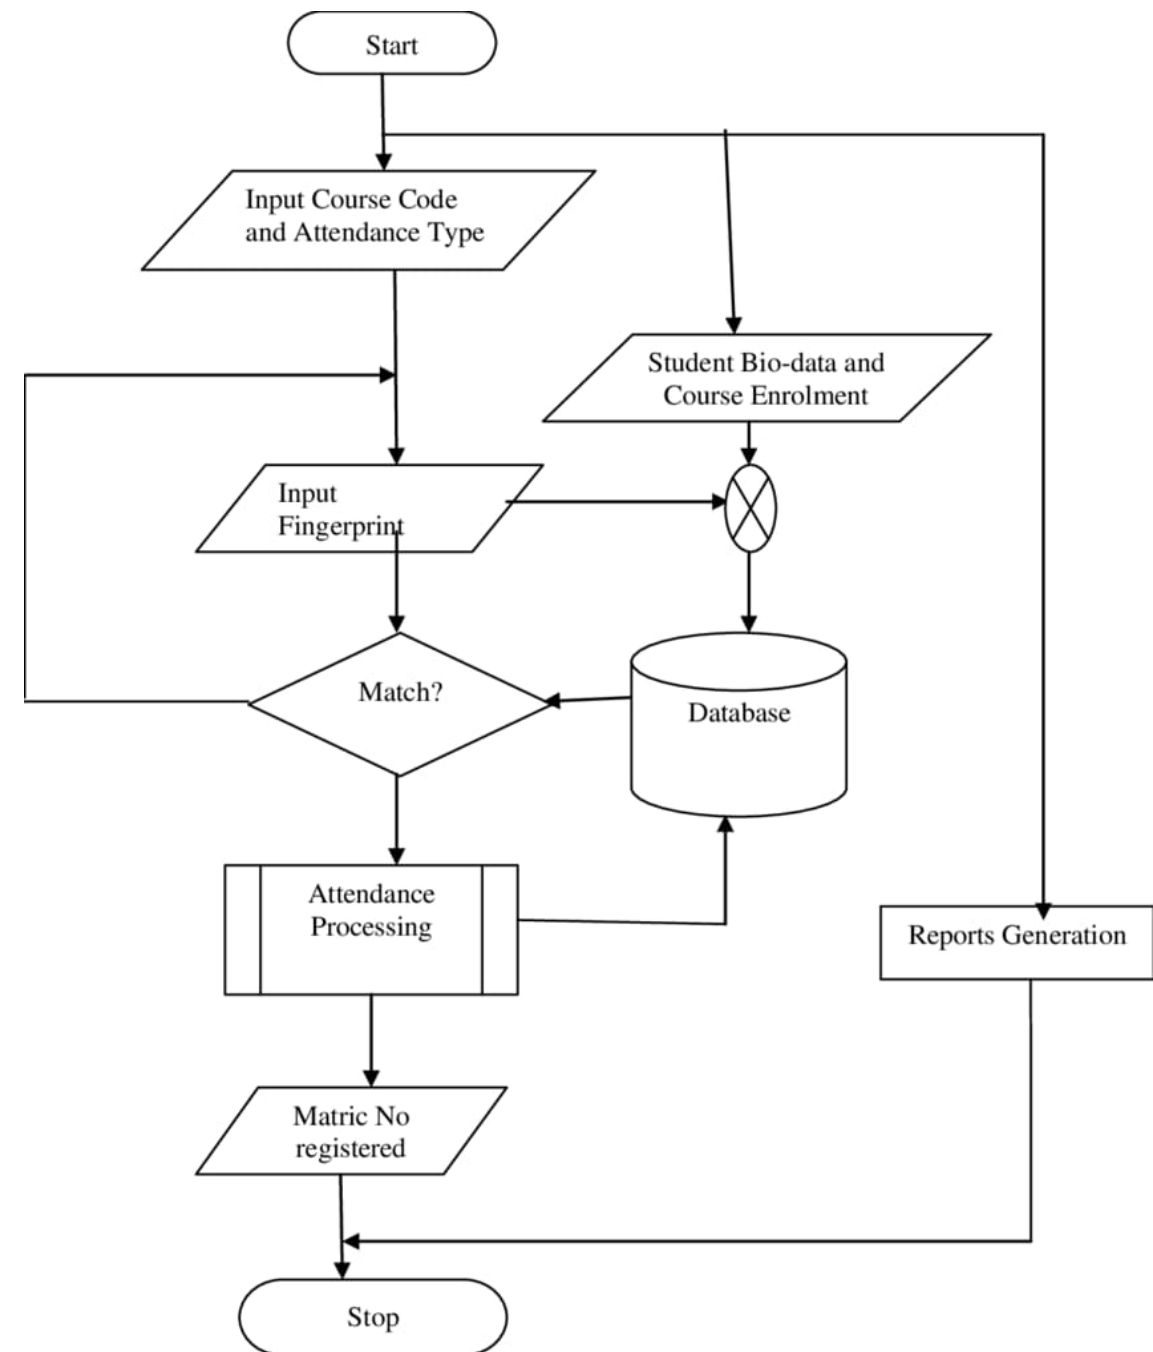 Start
Input Course Code
and Attendance Type
Student Bio-data and
Course Enrolment
Input
Fingerprint
Match?
Database
Attendance
Processing
Reports Generation
Matric No
registered
Stop